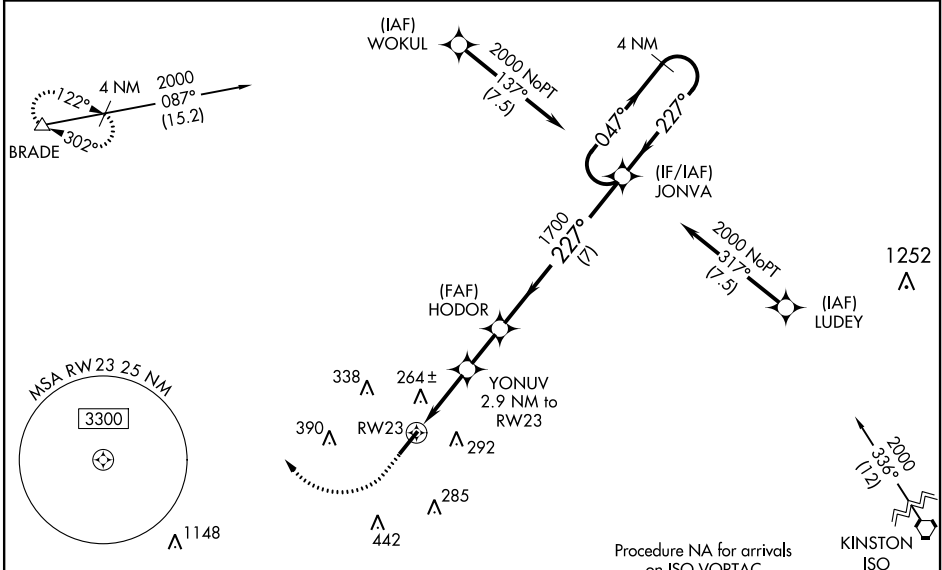 (IAF)
WOKUL
2000 NoPT
137°
(7.5)
4 NM
047°
227°
(IF/IAF)
JONVA
4 NM
2000
087°
(15.2)
122°
302°
BRADE
1700
227°
(7)
2000 NoPT
317°
(7.5)
(IAF)
LUDEY
1252
(FAF)
HODOR
YONUV
2.9 NM to
RW23
338
264±
390
RW23
292
285
442
MSA RW23 25 NM
3300
1148
2000
336°
(12)
KINSTON
ISO
Procedure NA for arrivals
on ISO VORTAC